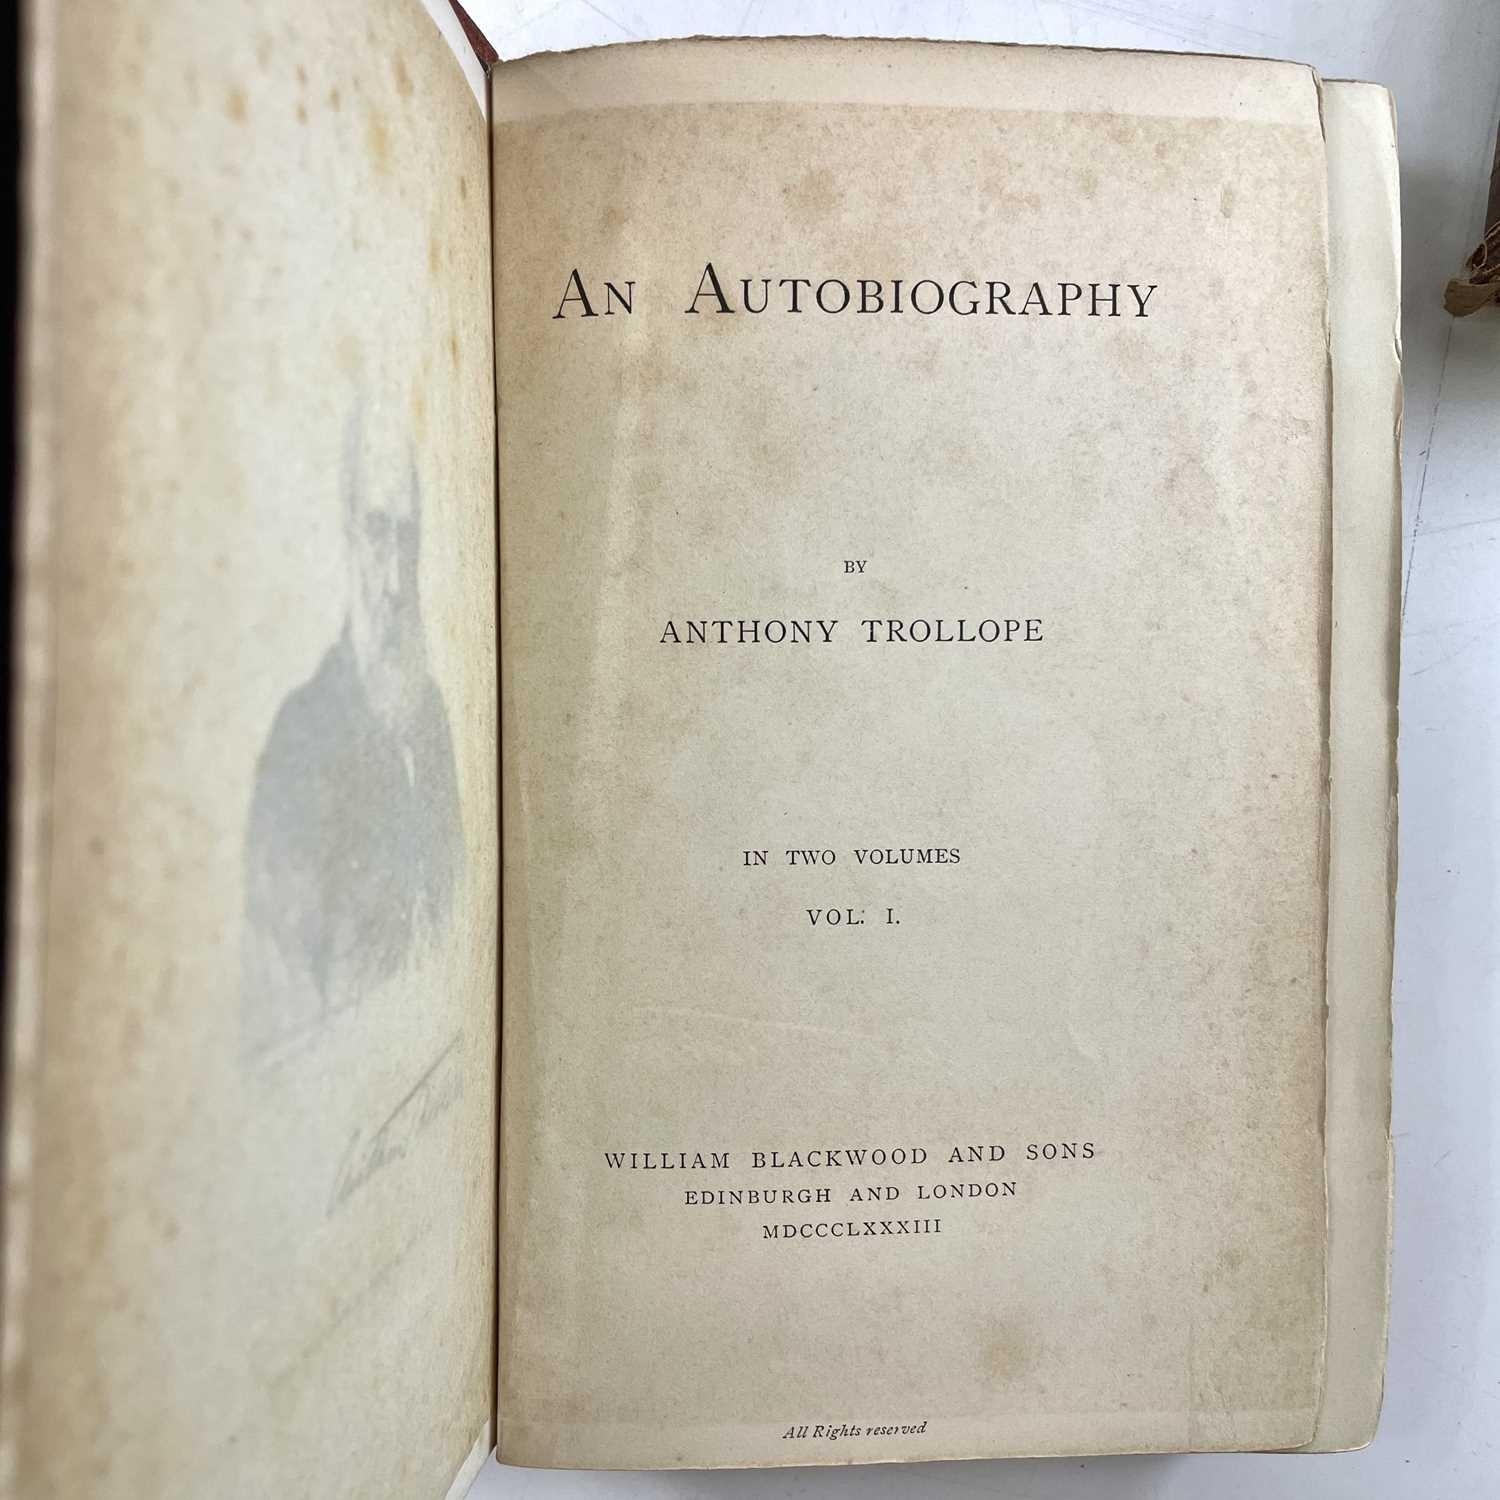 An Autobiography
BY
ANTHONY TROLLOPE
IN TWO VOLUMES
VOL. I.
WILLIAM BLACKWOOD AND SONS
EDINBURGH AND LONDON
MDCCCLXXXIII
All Rights reserved